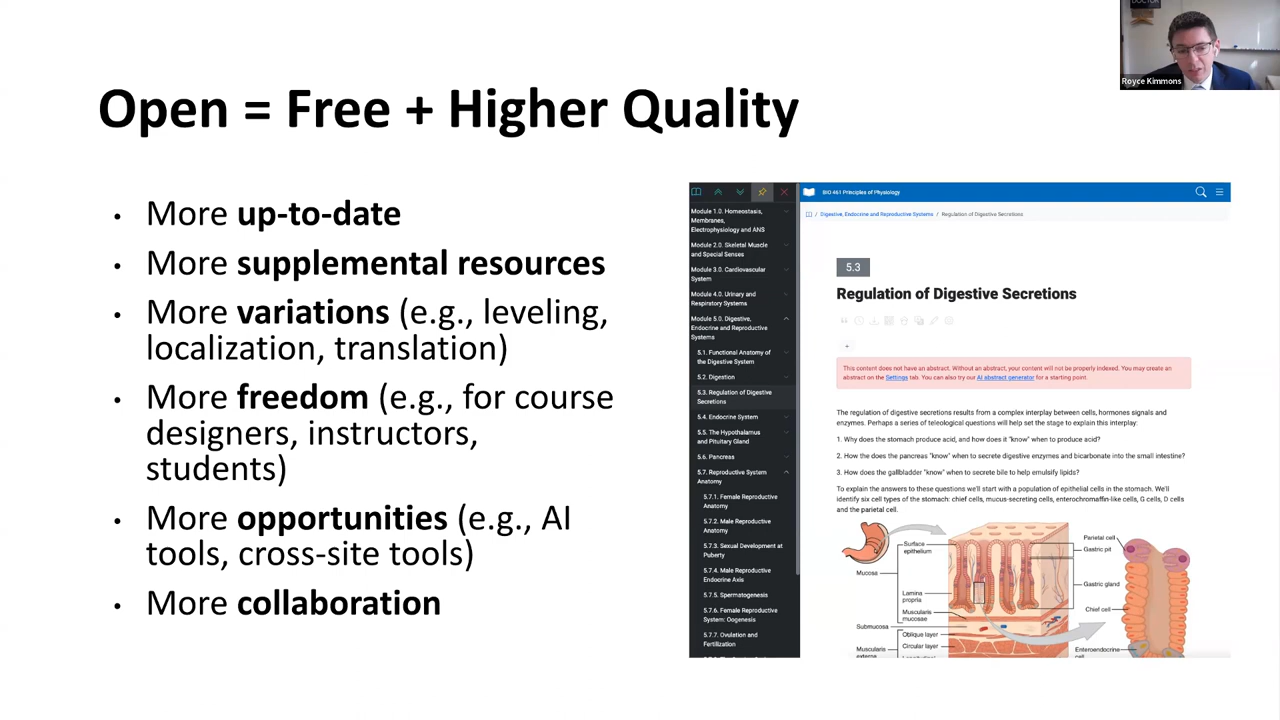 DOCTOR
Royce Kimmons
Open = Free + Higher Quality
• More up-to-date
• More supplemental resources
• More variations (e.g., leveling,
localization, translation)
• More freedom (e.g., for course
designers, instructors,
students)
• More opportunities (e.g., AI
tools, cross-site tools)
• More collaboration
Module 1.0. Homeostasis,
Membranes,
Electrophysiology and ANS
Module 2.0. Skeletal Muscle
and Special Senses
Module 3.0. Cardiovascular
System
Module 4.0. Urinary and
Respiratory Systems
Module 5.0. Digestive,
Endocrine and Reproductive
Systems
5.1. Functional Anatomy of
the Digestive System
5.2. Digestion
5.3. Regulation of Digestive
Secretions
5.4. Endocrine System
5.5. The Hypothalamus
and Pituitary Gland
5.6. Pancreas
5.7. Reproductive System
Anatomy
5.7.1. Female Reproductive
Anatomy
5.7.2. Male Reproductive
Anatomy
5.7.3. Sexual Development at
Puberty
5.7.4. Male Reproductive
Endocrine Axis
5.7.5. Spermatogenesis
5.7.6. Female Reproductive
System: Oogenesis
5.7.7. Ovulation and
Fertilization
BIO 461 Principles of Physiology
/ Digestive, Endocrine and Reproductive Systems / Regulation of Digestive Secretions
5.3
Regulation of Digestive Secretions
+
This content does not have an abstract. Without an abstract, your content will not be properly indexed. You may create an
abstract on the Settings tab. You can also try our AI abstract generator for a starting point.
The regulation of digestive secretions results from a complex interplay between cells, hormones signals and
enzymes. Perhaps a series of teleological questions will help set the stage to explain this interplay:
1. Why does the stomach produce acid, and how does it "know" when to produce acid?
2. How the does the pancreas "know" when to secrete digestive enzymes and bicarbonate into the small intestine?
3. How does the gallbladder "know" when to secrete bile to help emulsify lipids?
To explain the answers to these questions we'll start with a population of epithelial cells in the stomach. We'll
identify six cell types of the stomach: chief cells, mucus-secreting cells, enterochromaffin-like cells, G cells, D cells
and the parietal cell.
Surface
epithelium
Mucosa
Lamina
propria
Muscularis
mucosae
Submucosa
Oblique layer
Muscularis
externa
Circular layer
Parietal cell
Gastric pit
Gastric gland
Chief cell
Enteroendocrine
cell